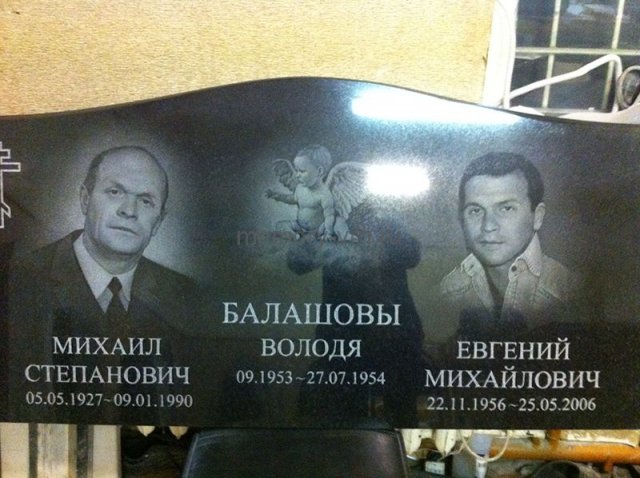 БАЛАШОВЫ
МИХАИЛ
СТЕПАНОВИЧ
05.05.1927~09.01.1990
ВОЛОДЯ
09.1953~27.07.1954
ЕВГЕНИЙ
МИХАЙЛОВИЧ
22.11.1956~25.05.2006